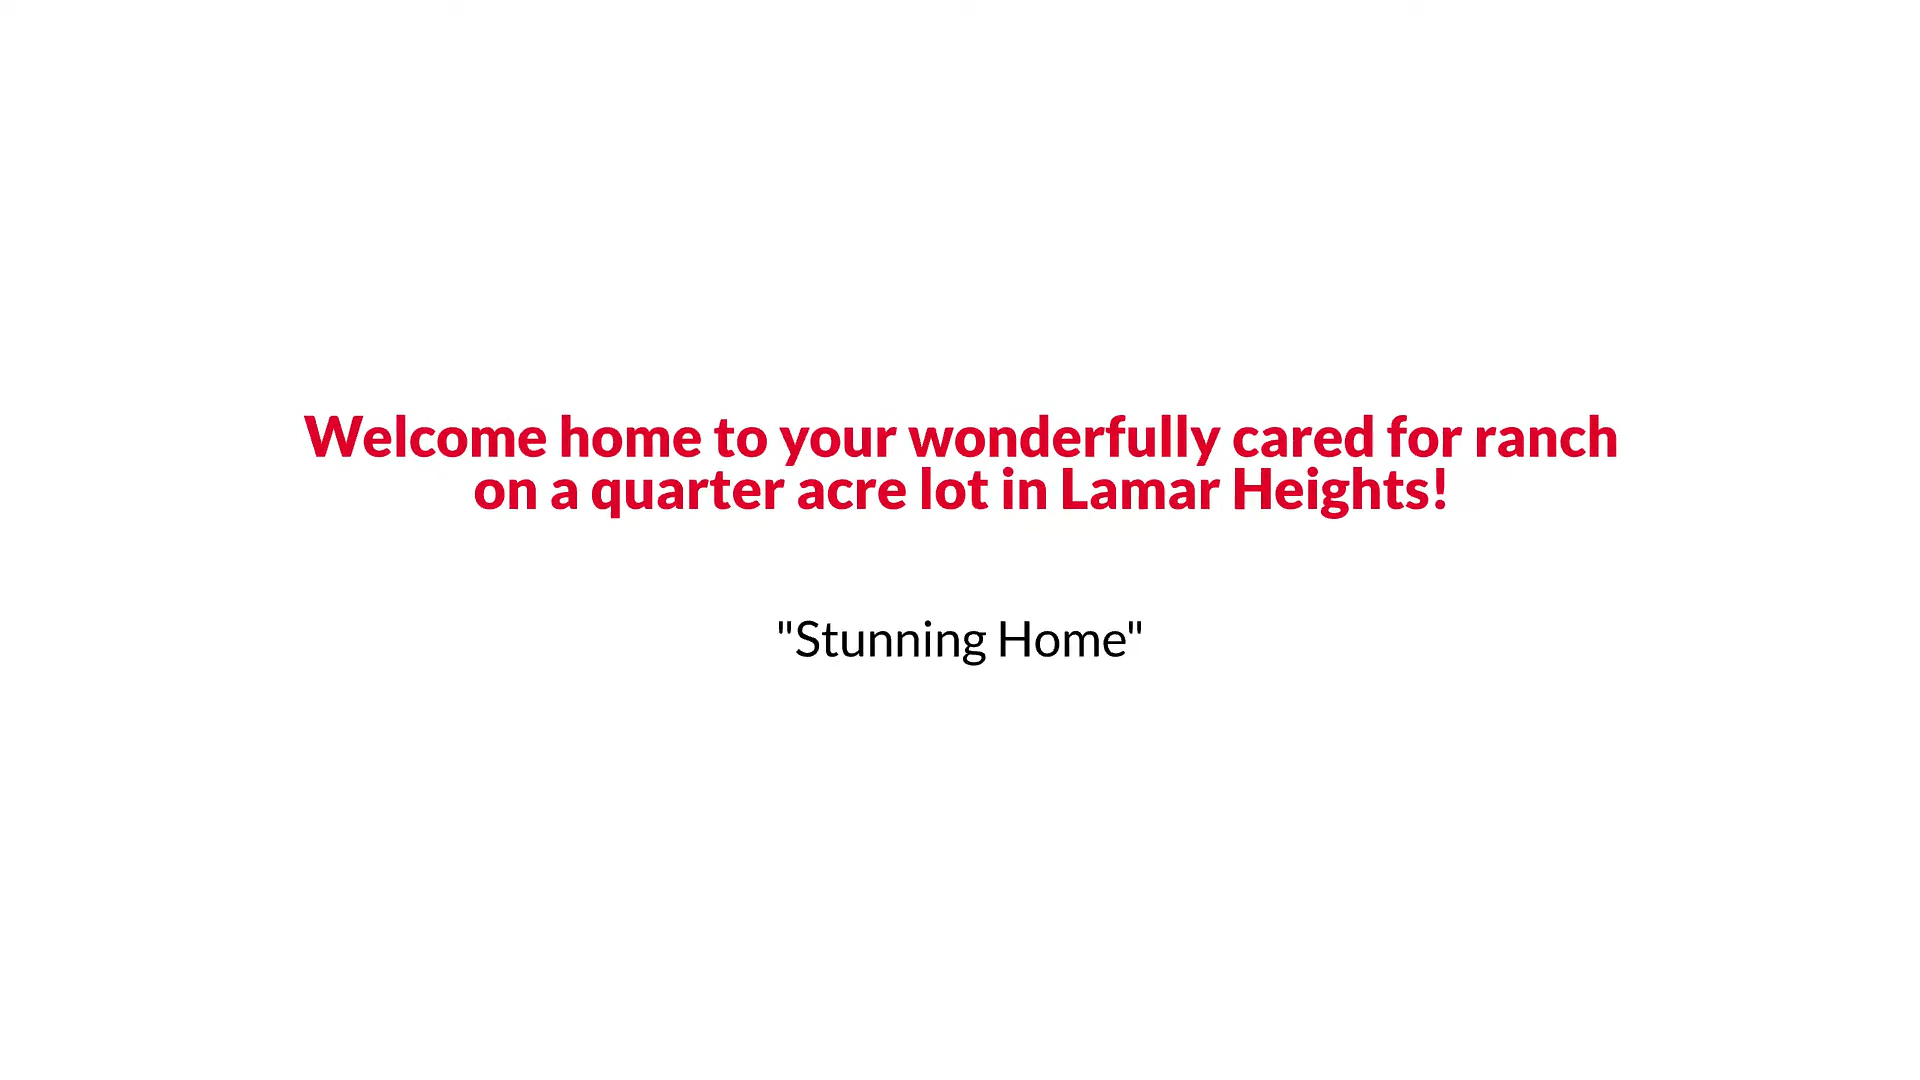 Welcome home to your wonderfully cared for ranch
on a quarter acre lot in Lamar Heights!
"Stunning Home"